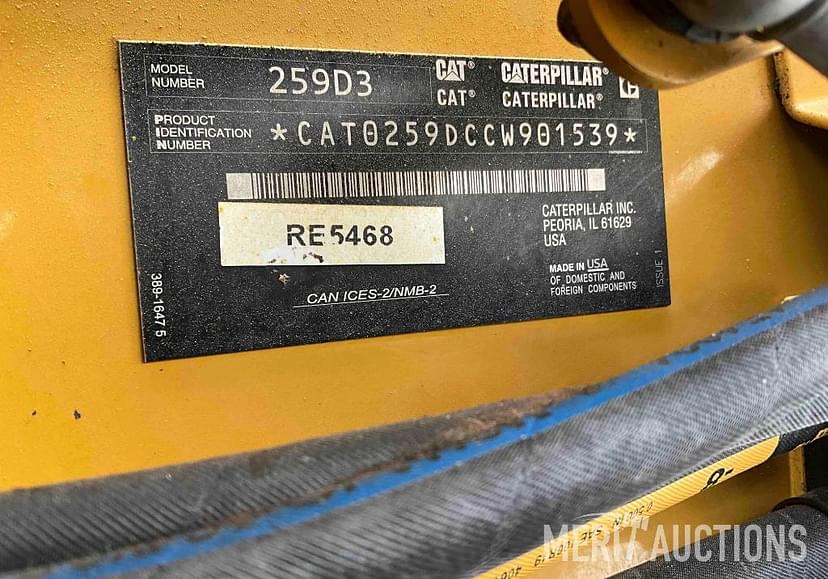 MODEL NUMBER 259D3
CAT® CATERPILLAR®
CAT® CATERPILLAR®
PRODUCT IDENTIFICATION NUMBER *CAT0259DCCW901539*
RE5468
CATERPILLAR INC.
PEORIA, IL 61629
USA
MADE IN USA
OF DOMESTIC AND
FOREIGN COMPONENTS
ISSUE 1
CAN ICES-2/NMB-2
389-1647 5
-8
MERIT AUCTIONS